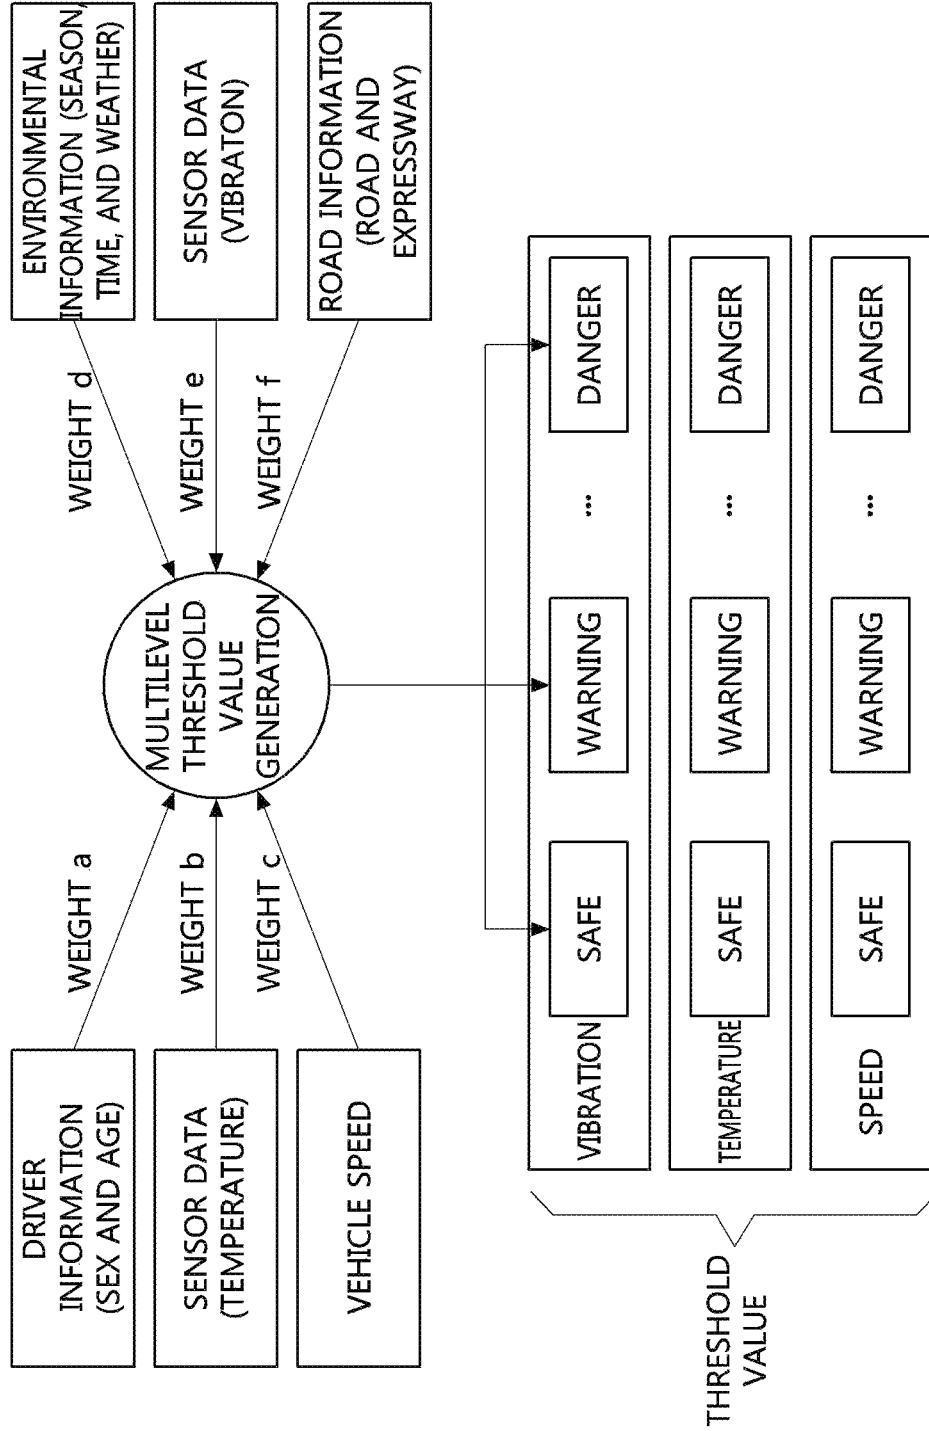 DRIVER
INFORMATION
(SEX AND AGE)
SENSOR DATA
(TEMPERATURE)
VEHICLE SPEED
WEIGHT a
WEIGHT b
WEIGHT c
MULTILEVEL
THRESHOLD
VALUE
GENERATION
WEIGHT d
WEIGHT e
WEIGHT f
ENVIRONMENTAL
INFORMATION (SEASON,
TIME, AND WEATHER)
SENSOR DATA
(VIBRATON)
ROAD INFORMATION
(ROAD AND
EXPRESSWAY)
THRESHOLD
VALUE
VIBRATION SAFE WARNING ... DANGER
TEMPERATURE SAFE WARNING ... DANGER
SPEED SAFE WARNING ... DANGER